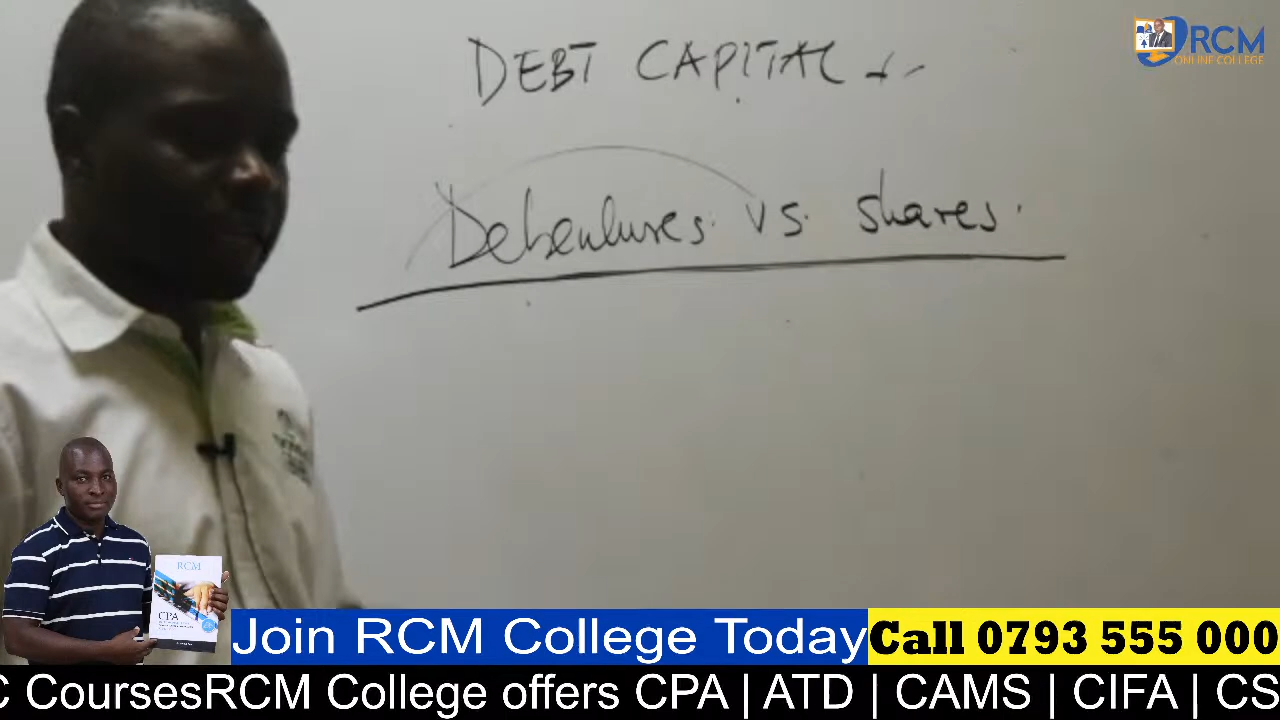 DEBT CAPITAL
RCM
ONLINE COLLEGE
Debentures vs. shares.
RCM
CPA
Join RCM College Today
Call 0793 555 000
C CoursesRCM College offers CPA | ATD | CAMS | CIFA | CS